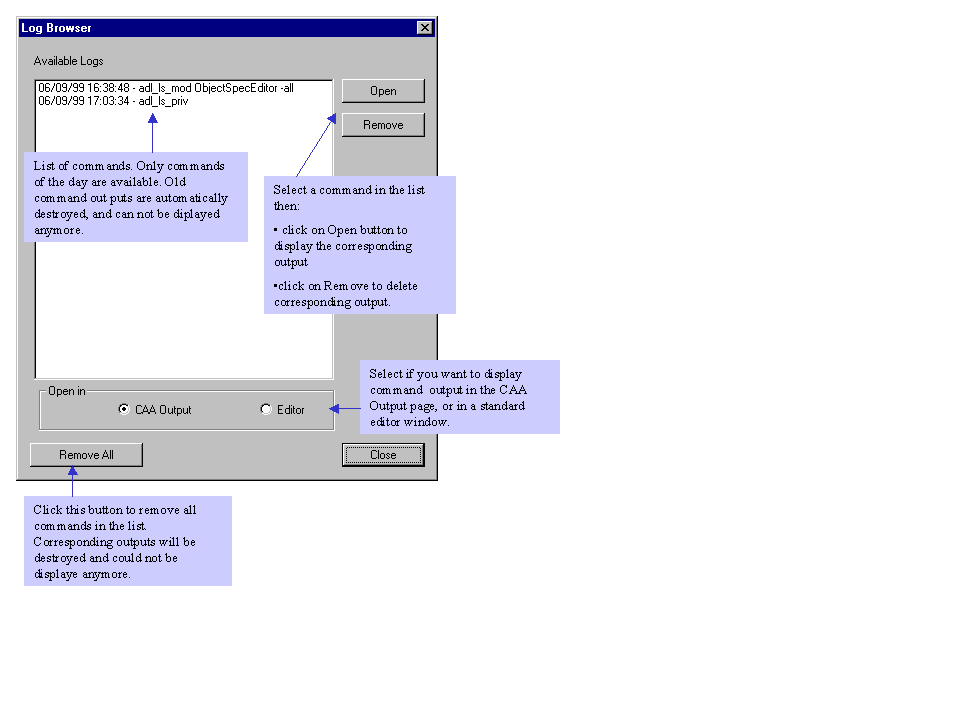 Log Browser
Available Logs
06/09/99 16:38:48 - adl_ls_mod ObjectSpecEditor -all
06/09/99 17:03:34 - adl_ls_priv
Open
Remove
List of commands. Only commands
of the day are available. Old
command out puts are automatically
destroyed, and can not be diplayed
anymore.
Select a command in the list
then:
• click on Open button to
display the corresponding
output
•click on Remove to delete
corresponding output.
Select if you want to display
command output in the CAA
Output page, or in a standard
editor window.
Open in
CAA Output
Editor
Remove All
Close
Click this button to remove all
commands in the list.
Corresponding outputs will be
destroyed and could not be
displaye anymore.